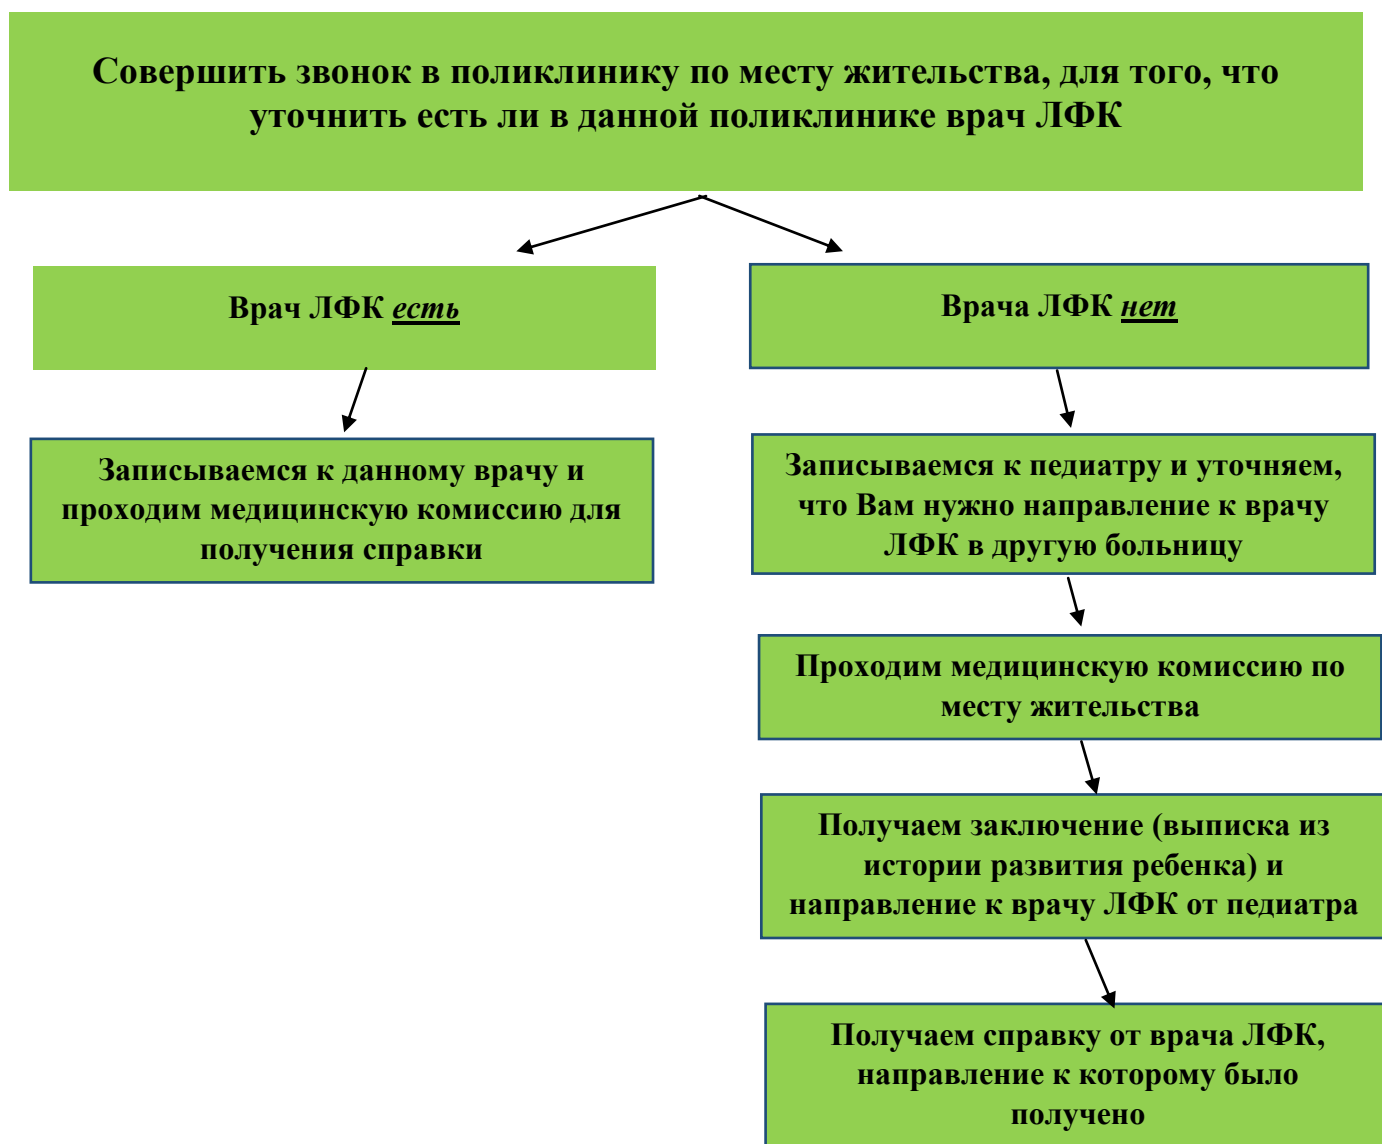 Совершить звонок в поликлинику по месту жительства, для того, что
уточнить есть ли в данной поликлинике врач ЛФК
Врач ЛФК есть
Врача ЛФК нет
Записываемся к данному врачу и
проходим медицинскую комиссию для
получения справки
Записываемся к педиатру и уточняем,
что Вам нужно направление к врачу
ЛФК в другую больницу
Проходим медицинскую комиссию по
месту жительства
Получаем заключение (выписка из
истории развития ребенка) и
направление к врачу ЛФК от педиатра
Получаем справку от врача ЛФК,
направление к которому было
получено